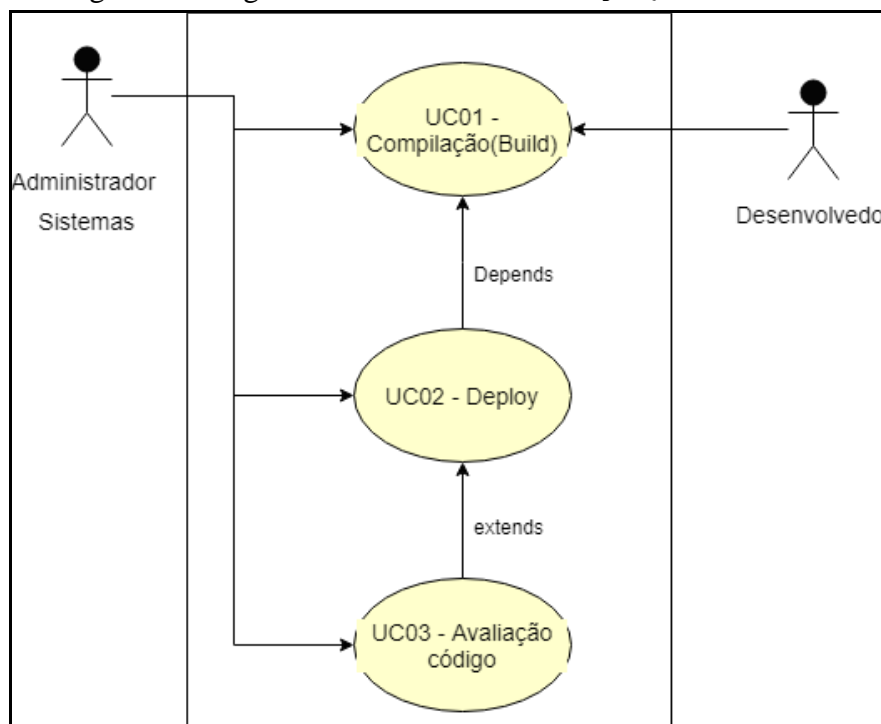 UC01 -
Compilação(Build)
Administrador
Sistemas
Desenvolvedo
Depends
UC02 - Deploy
extends
UC03 - Avaliação
código